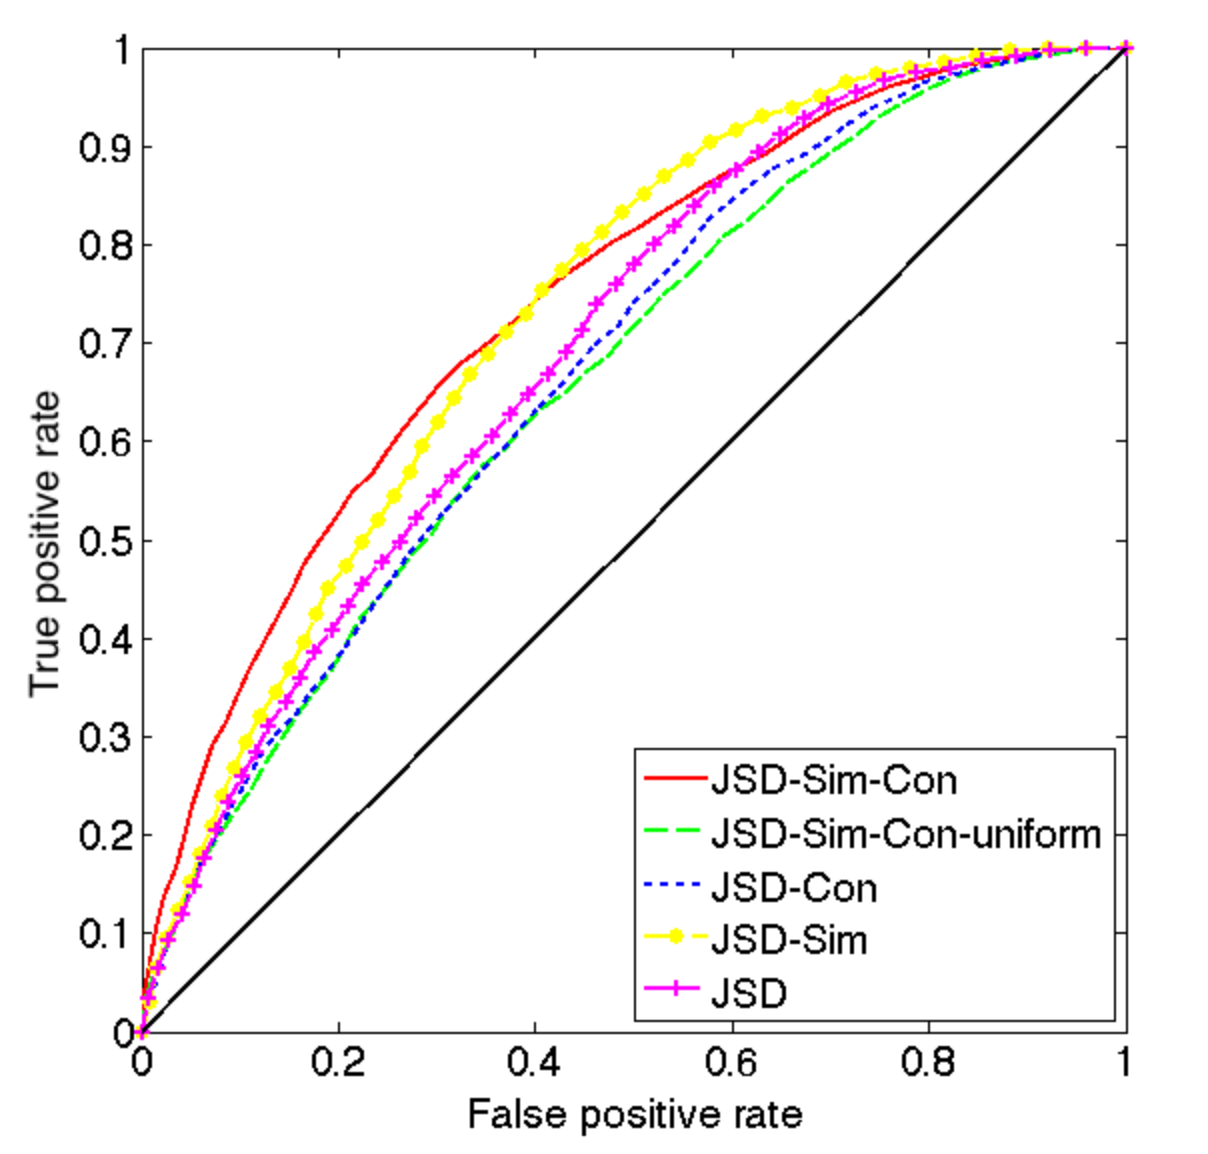 1
0.9
0.8
0.7
0.6
0.5
0.4
0.3
0.2
0.1
0
True positive rate
0 0.2 0.4 0.6 0.8 1
False positive rate
JSD-Sim-Con
JSD-Sim-Con-uniform
JSD-Con
JSD-Sim
JSD